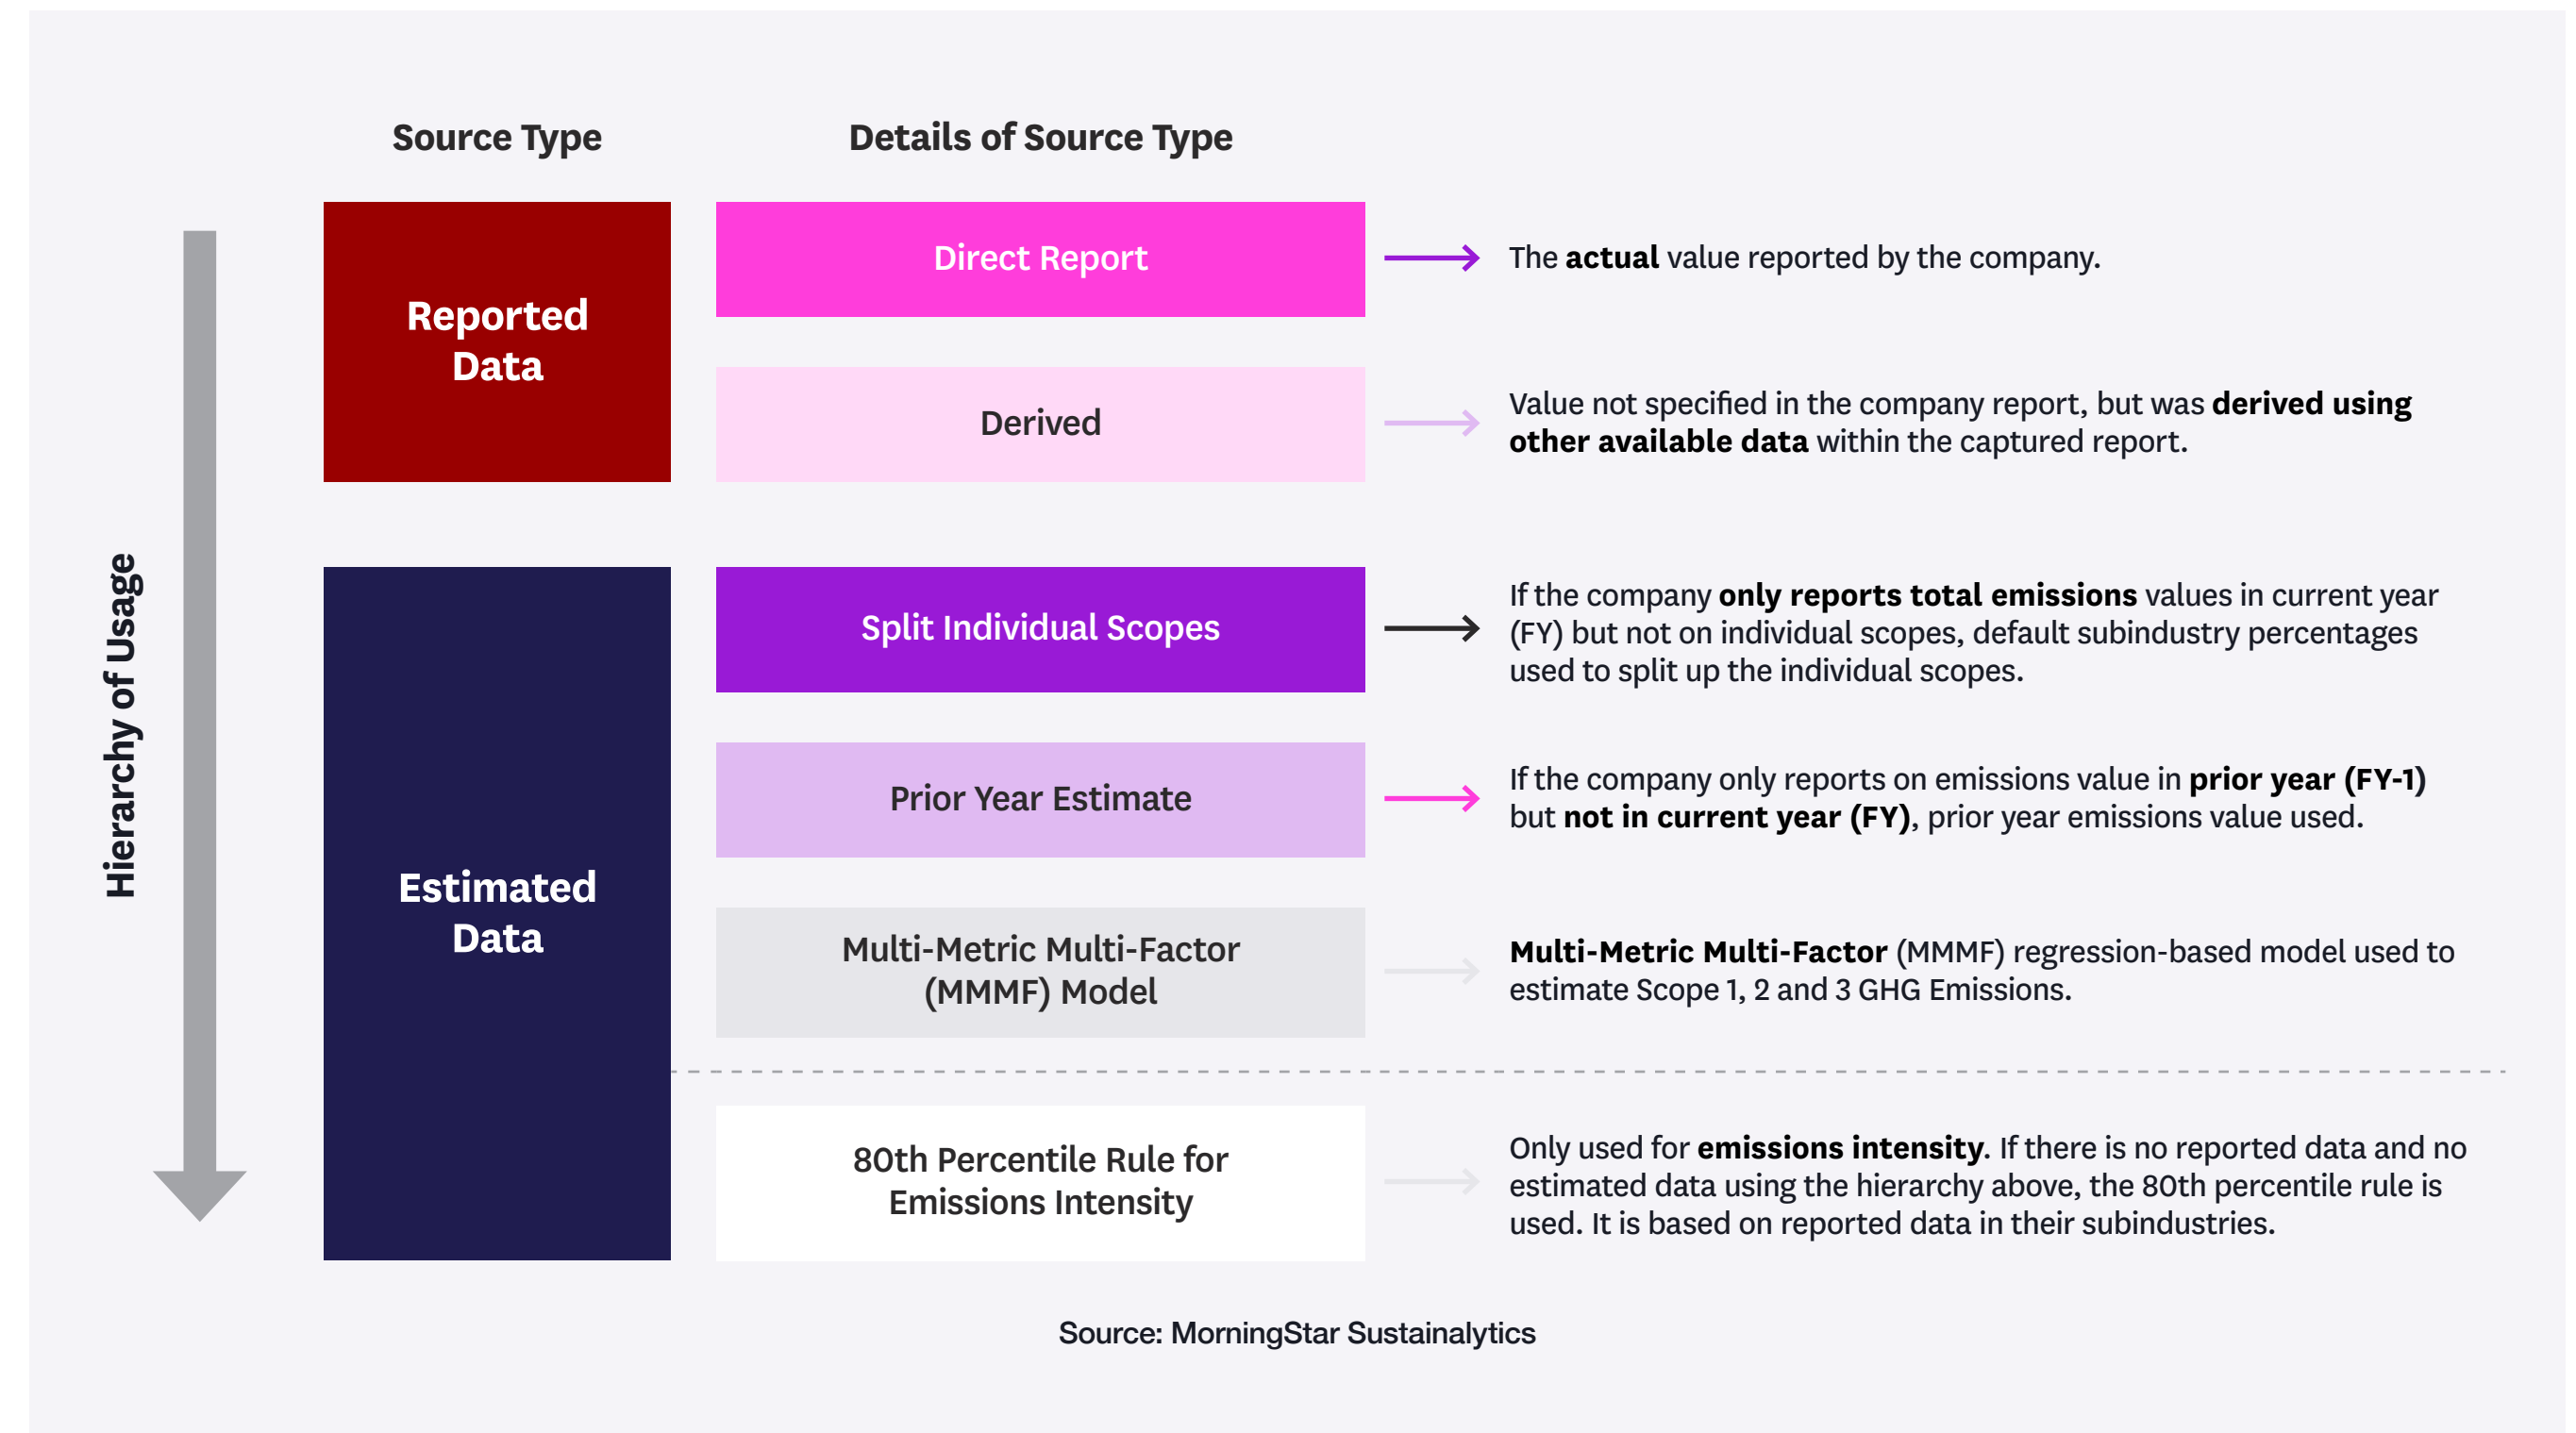 Source Type
Details of Source Type
Hierarchy of Usage
Reported
Data
Direct Report
The actual value reported by the company.
Derived
Value not specified in the company report, but was derived using
other available data within the captured report.
Estimated
Data
Split Individual Scopes
If the company only reports total emissions values in current year
(FY) but not on individual scopes, default subindustry percentages
used to split up the individual scopes.
Prior Year Estimate
If the company only reports on emissions value in prior year (FY-1)
but not in current year (FY), prior year emissions value used.
Multi-Metric Multi-Factor
(MMMF) Model
Multi-Metric Multi-Factor (MMMF) regression-based model used to
estimate Scope 1, 2 and 3 GHG Emissions.
80th Percentile Rule for
Emissions Intensity
Only used for emissions intensity. If there is no reported data and no
estimated data using the hierarchy above, the 80th percentile rule is
used. It is based on reported data in their subindustries.
Source: MorningStar Sustainalytics